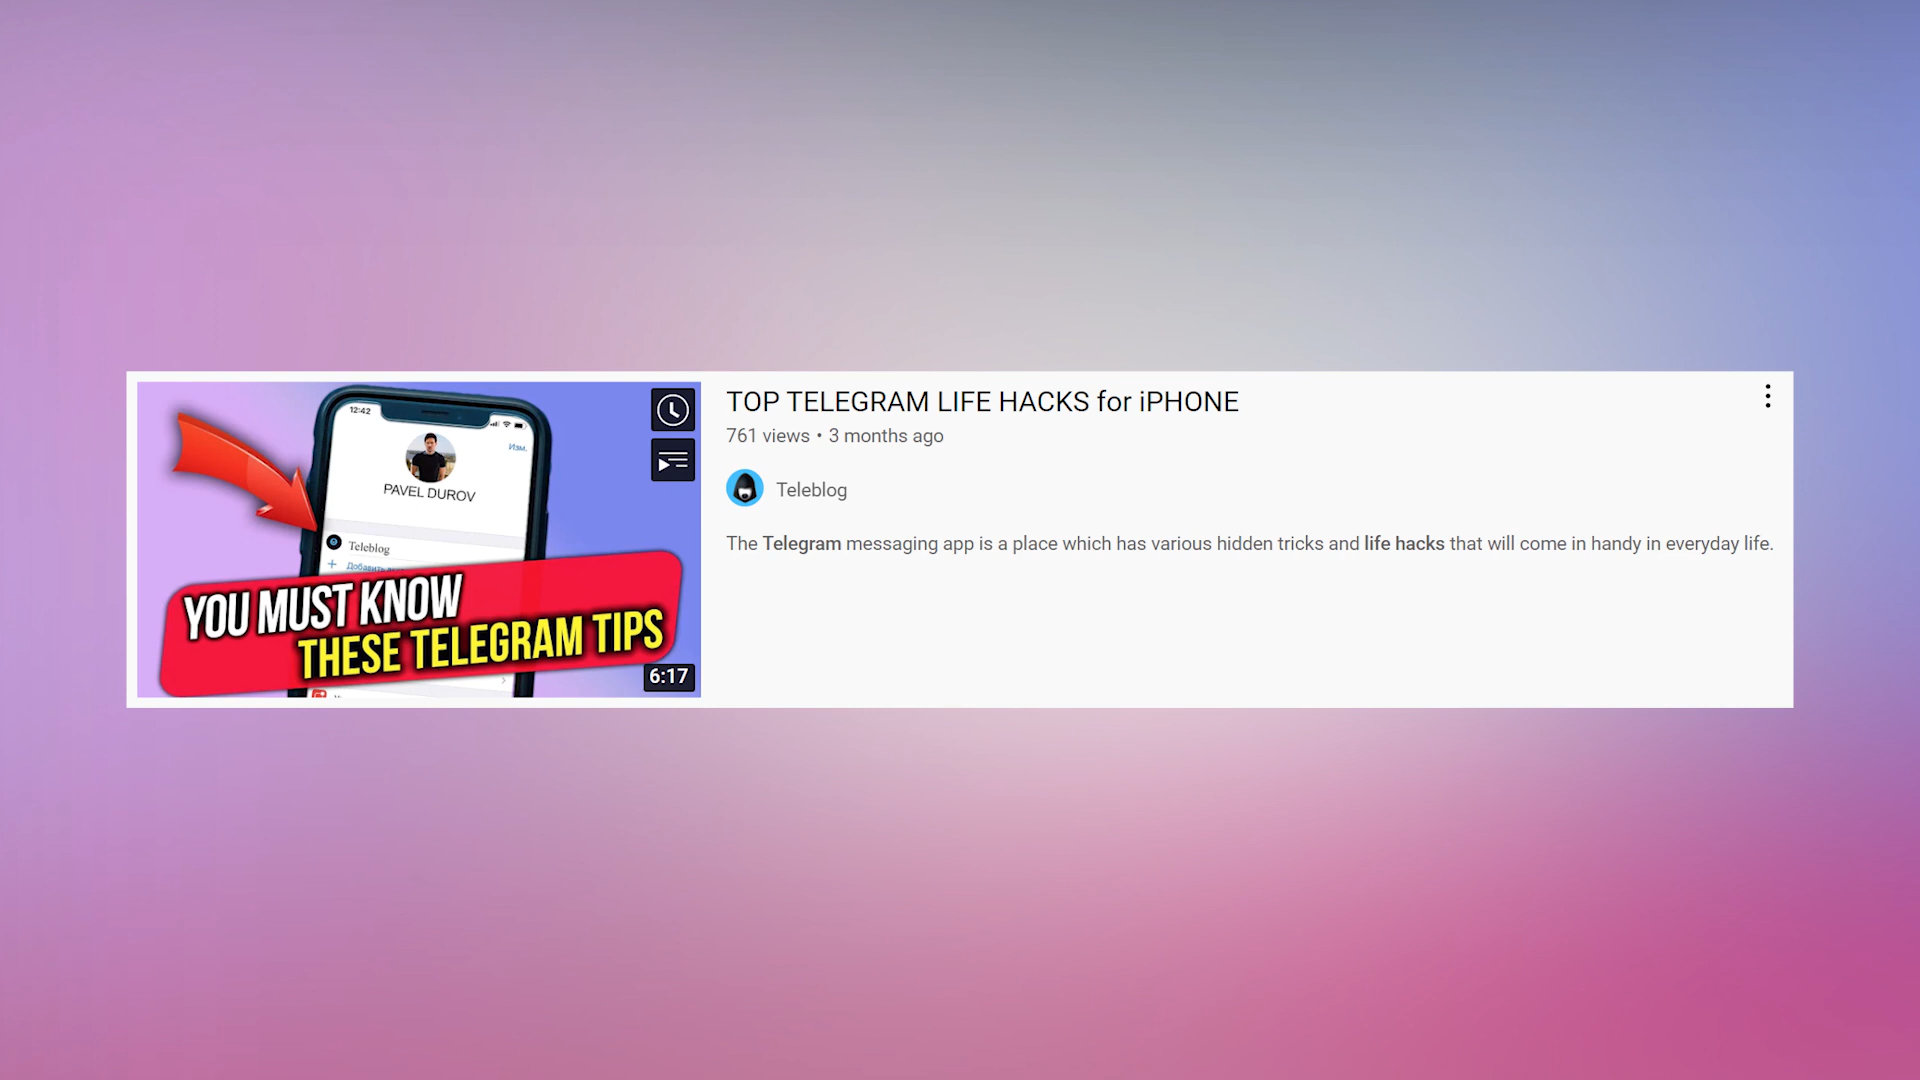 12:42
Изм.
PAVEL DUROV
Teleblog
YOU MUST KNOW
THESE TELEGRAM TIPS
6:17
TOP TELEGRAM LIFE HACKS for iPHONE
761 views • 3 months ago
Teleblog
The Telegram messaging app is a place which has various hidden tricks and life hacks that will come in handy in everyday life.